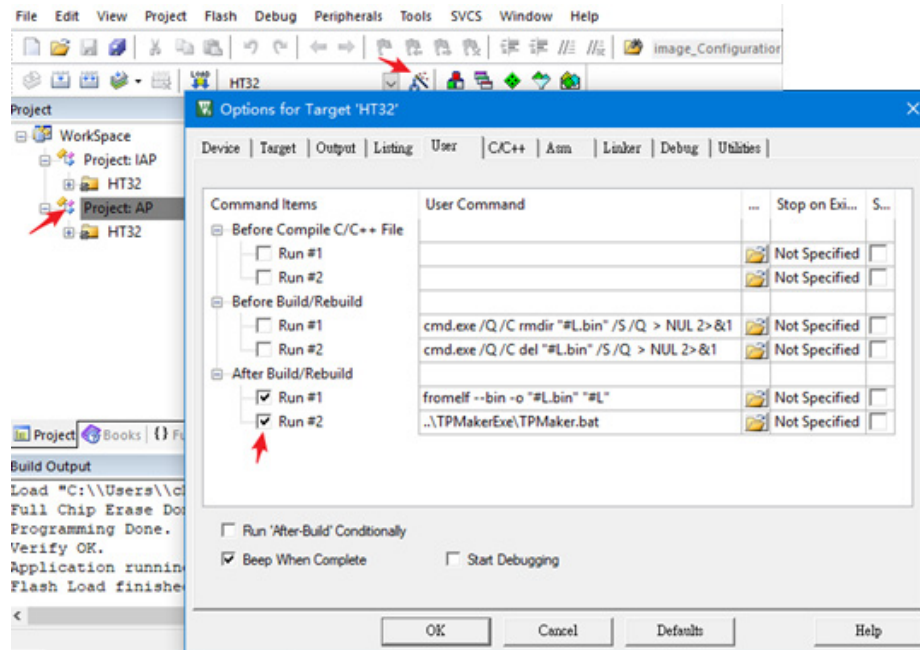 File Edit View Project Flash Debug Peripherals Tools SVCS Window Help
image_Configuration
LOAD HT32
Project
WorkSpace
Project: IAP
HT32
Project: AP
HT32
Project Books {} Fu
Build Output
Load "C:\\Users\\c
Full Chip Erase Do
Programming Done.
Verify OK.
Application runnin
Flash Load finishe
Options for Target 'HT32'
Device Target Output Listing User C/C++ Asm Linker Debug Utilities
Command Items User Command ... Stop on Exi... S...
Before Compile C/C++ File
Run #1 Not Specified
Run #2 Not Specified
Before Build/Rebuild
Run #1 cmd.exe /Q /C rmdir "#L.bin" /S /Q > NUL 2>&1 Not Specified
Run #2 cmd.exe /Q /C del "#L.bin" /S /Q > NUL 2>&1 Not Specified
After Build/Rebuild
Run #1 fromelf --bin -o "#L.bin" "#L" Not Specified
Run #2 ..\TPMakerExe\TPMaker.bat Not Specified
Run 'After-Build' Conditionally
Beep When Complete Start Debugging
OK Cancel Defaults Help